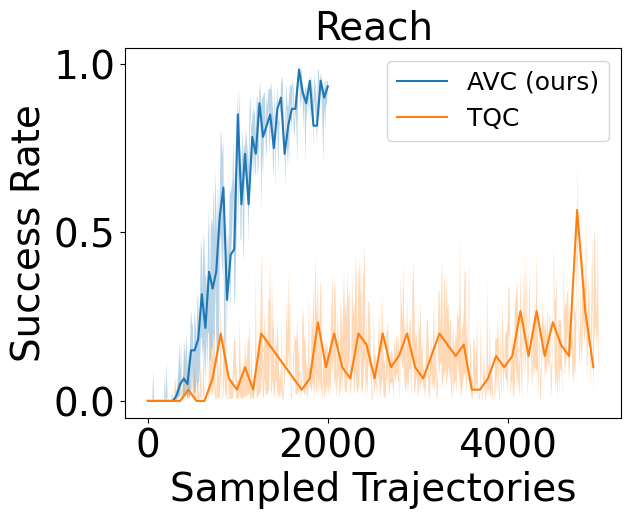 Reach
1.0
0.5
0.0
Success Rate
AVC (ours)
TQC
0
2000
4000
Sampled Trajectories